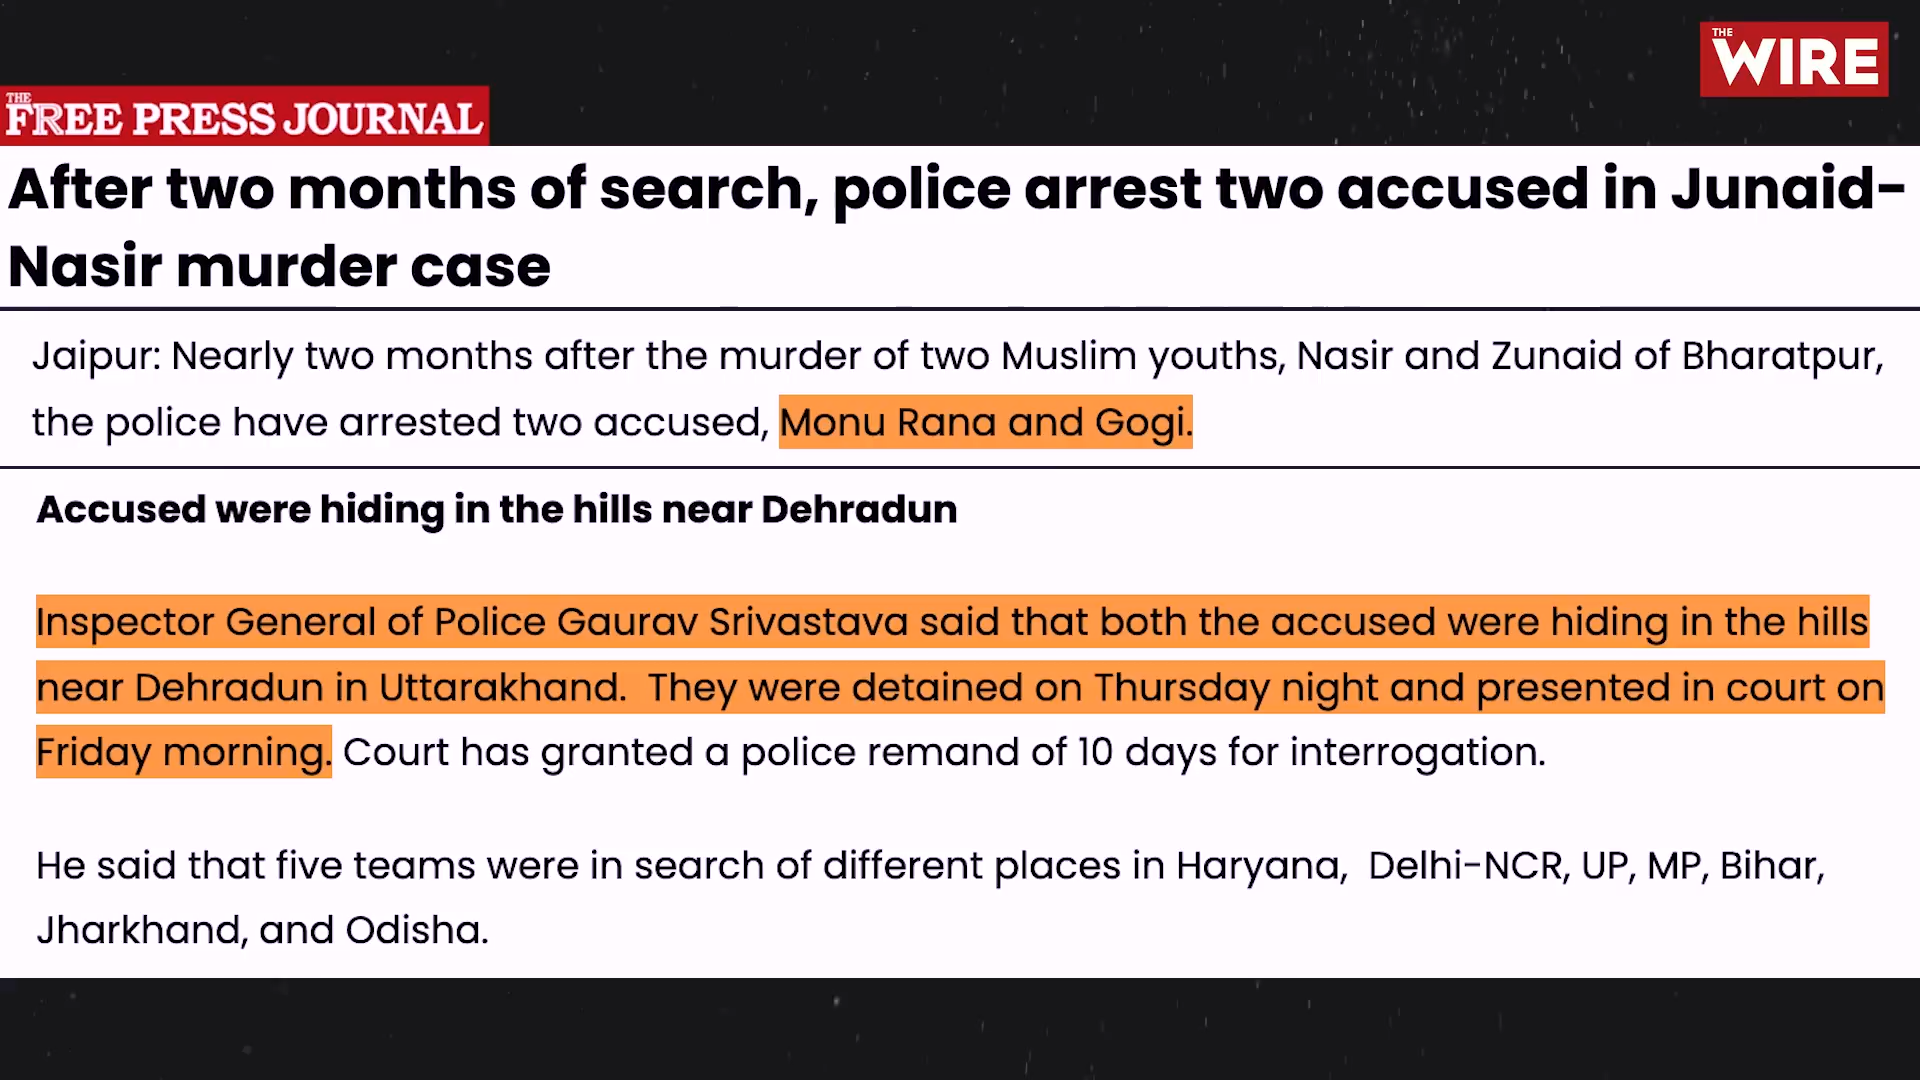 THE
WIRE
THE
FREE PRESS JOURNAL
After two months of search, police arrest two accused in Junaid-
Nasir murder case
Jaipur: Nearly two months after the murder of two Muslim youths, Nasir and Zunaid of Bharatpur,
the police have arrested two accused, Monu Rana and Gogi.
Accused were hiding in the hills near Dehradun
Inspector General of Police Gaurav Srivastava said that both the accused were hiding in the hills
near Dehradun in Uttarakhand.  They were detained on Thursday night and presented in court on
Friday morning. Court has granted a police remand of 10 days for interrogation.
He said that five teams were in search of different places in Haryana,  Delhi-NCR, UP, MP, Bihar,
Jharkhand, and Odisha.